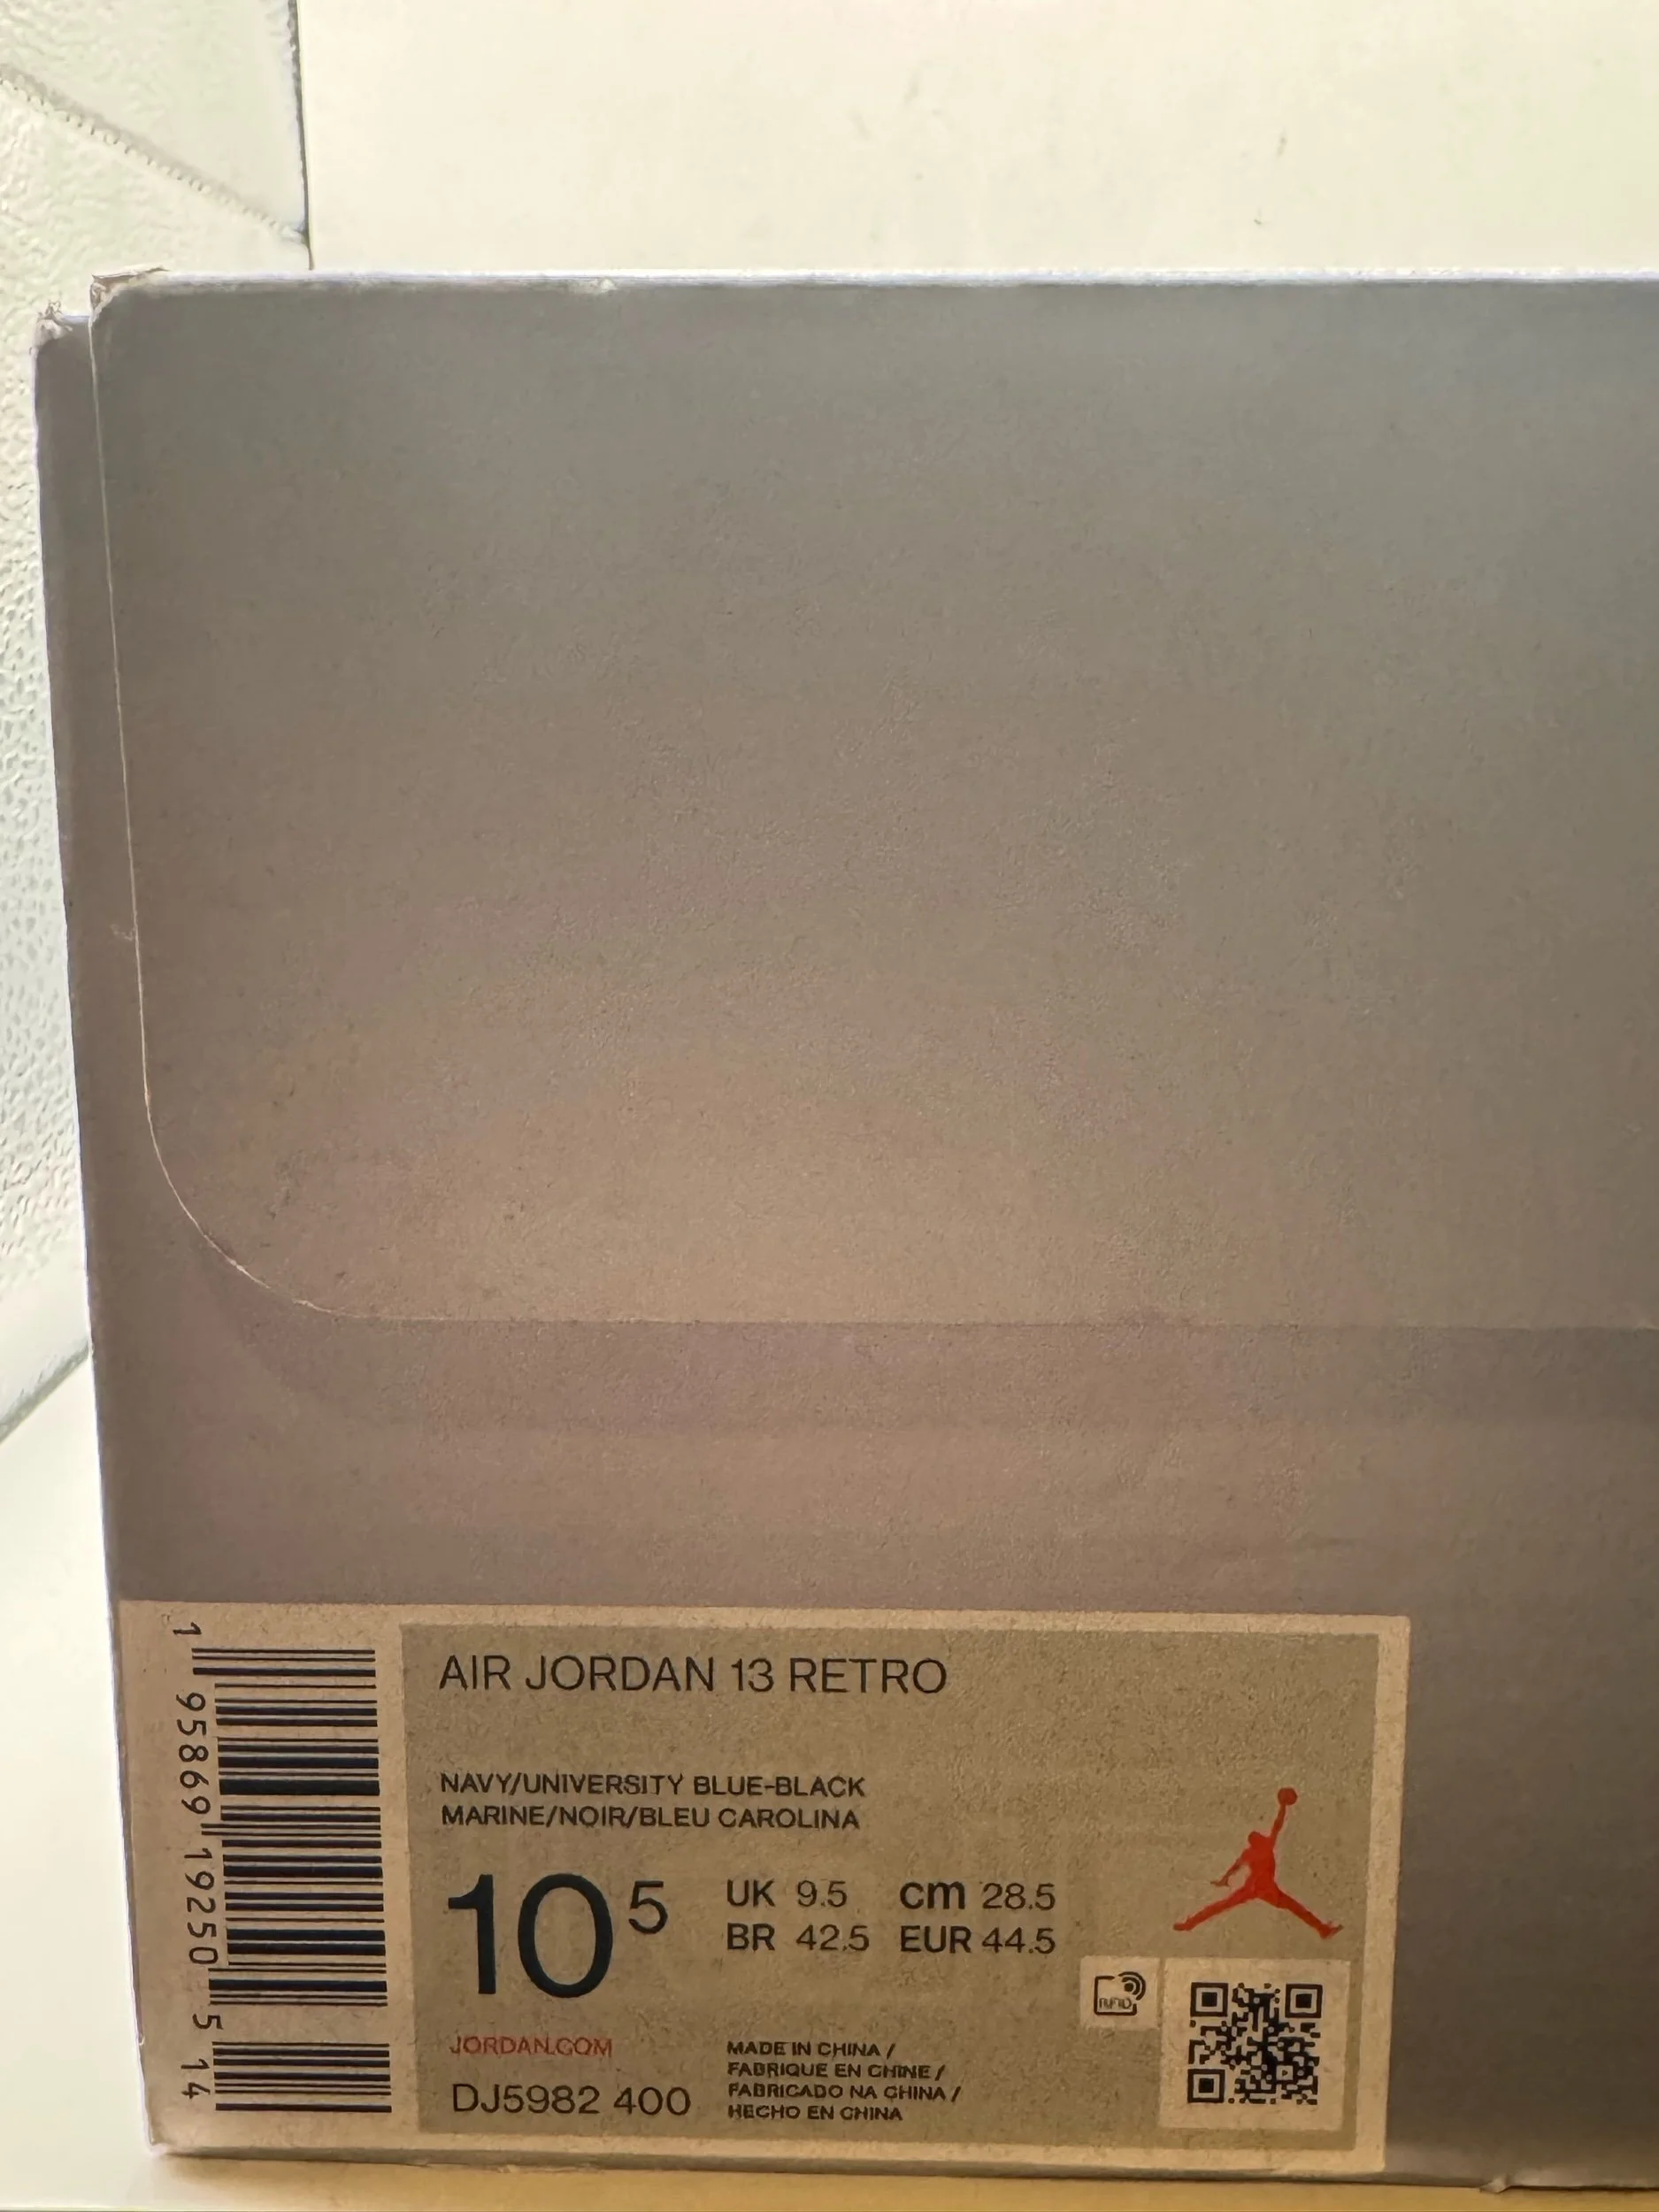 AIR JORDAN 13 RETRO
NAVY/UNIVERSITY BLUE-BLACK
MARINE/NOIR/BLEU CAROLINA
10 5
UK 9.5 cm 28.5
BR 42.5 EUR 44.5
RFID
JORDAN.COM
DJ5982 400
MADE IN CHINA /
FABRIQUE EN CHINE /
FABRICADO NA CHINA /
HECHO EN CHINA
1 95869 19250 5 14